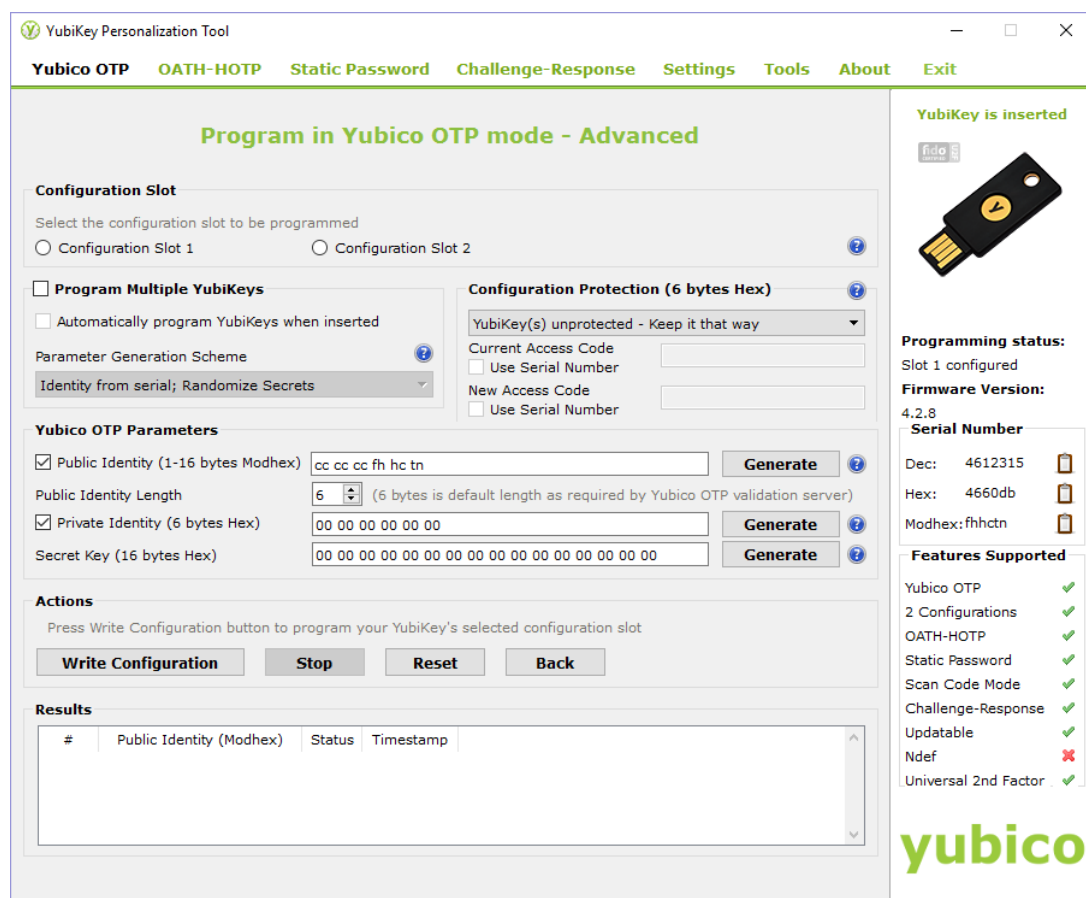 YubiKey Personalization Tool
Yubico OTP OATH-HOTP Static Password Challenge-Response Settings Tools About Exit
Program in Yubico OTP mode - Advanced
Configuration Slot
Select the configuration slot to be programmed
Configuration Slot 1 Configuration Slot 2
Program Multiple YubiKeys
Automatically program YubiKeys when inserted
Parameter Generation Scheme
Identity from serial; Randomize Secrets
Configuration Protection (6 bytes Hex)
YubiKey(s) unprotected - Keep it that way
Current Access Code
Use Serial Number
New Access Code
Use Serial Number
Yubico OTP Parameters
Public Identity (1-16 bytes Modhex) cc cc cc fh hc tn Generate
Public Identity Length 6 (6 bytes is default length as required by Yubico OTP validation server)
Private Identity (6 bytes Hex) 00 00 00 00 00 00 Generate
Secret Key (16 bytes Hex) 00 00 00 00 00 00 00 00 00 00 00 00 00 00 00 00 Generate
Actions
Press Write Configuration button to program your YubiKey's selected configuration slot
Write Configuration Stop Reset Back
Results
# Public Identity (Modhex) Status Timestamp
YubiKey is inserted
fido
CERTIFIED
U2F
y
Programming status:
Slot 1 configured
Firmware Version:
4.2.8
Serial Number
Dec: 4612315
Hex: 4660db
Modhex: fhhctn
Features Supported
Yubico OTP
2 Configurations
OATH-HOTP
Static Password
Scan Code Mode
Challenge-Response
Updatable
Ndef
Universal 2nd Factor
yubico